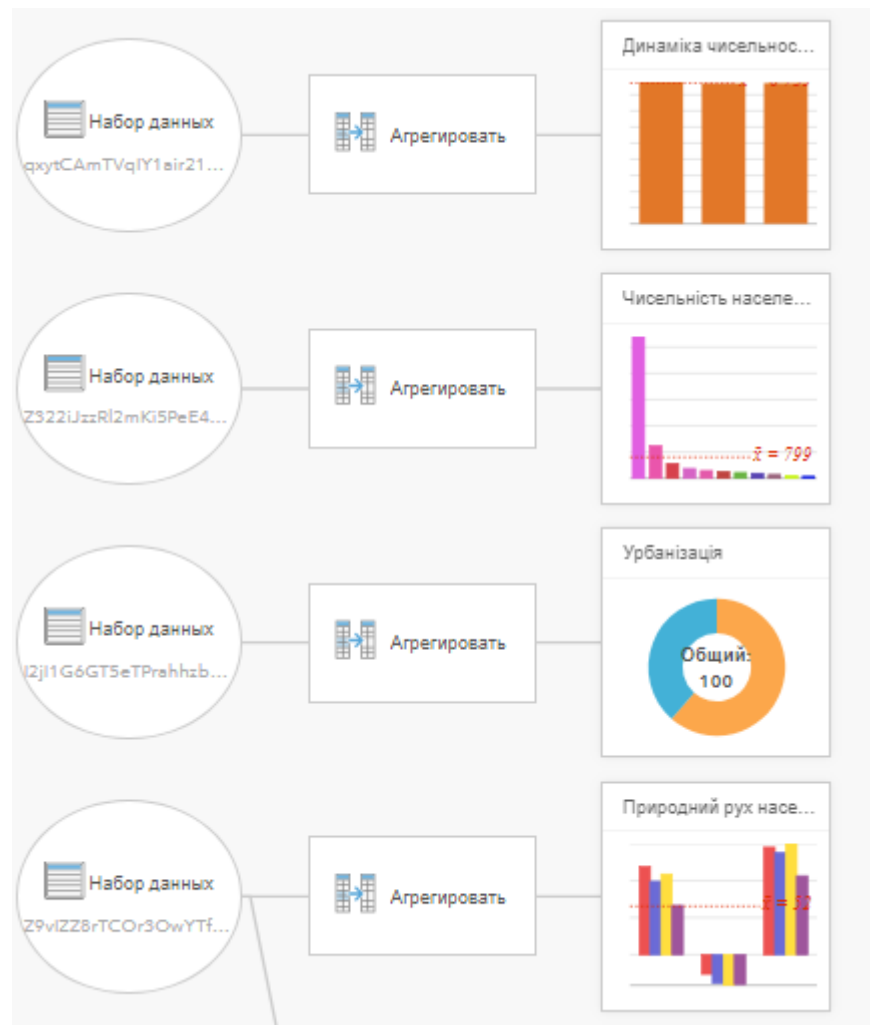 Динаміка чисельнос...
Набор данных
qxytCAmTVqIY1air21...
Агрегировать
Чисельність населе...
Набор данных
Z322iJzzRl2mKi5PeE4...
Агрегировать
x̄ = 799
Урбанізація
Набор данных
I2jI1G6GT5eTPrahhzb...
Агрегировать
Общий:
100
Природний рух насе...
Набор данных
Z9vIZZ8rTCOr3OwYTf...
Агрегировать
x̄ = 52